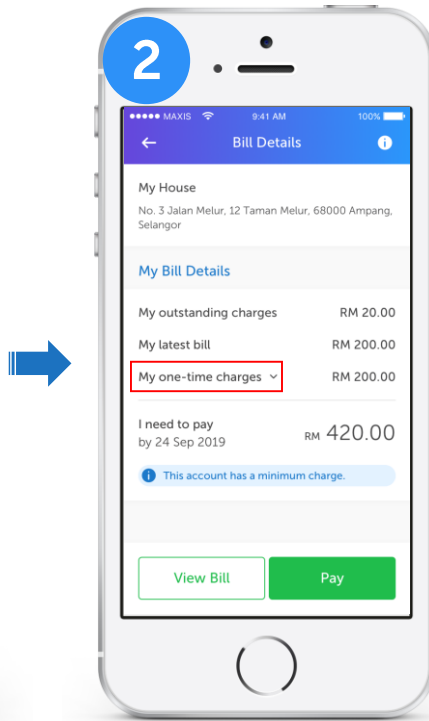 2
MAXIS 9:41 AM 100%
Bill Details
My House
No. 3 Jalan Melur, 12 Taman Melur, 68000 Ampang,
Selangor
My Bill Details
My outstanding charges RM 20.00
My latest bill RM 200.00
My one-time charges RM 200.00
I need to pay
by 24 Sep 2019 RM 420.00
This account has a minimum charge.
View Bill Pay